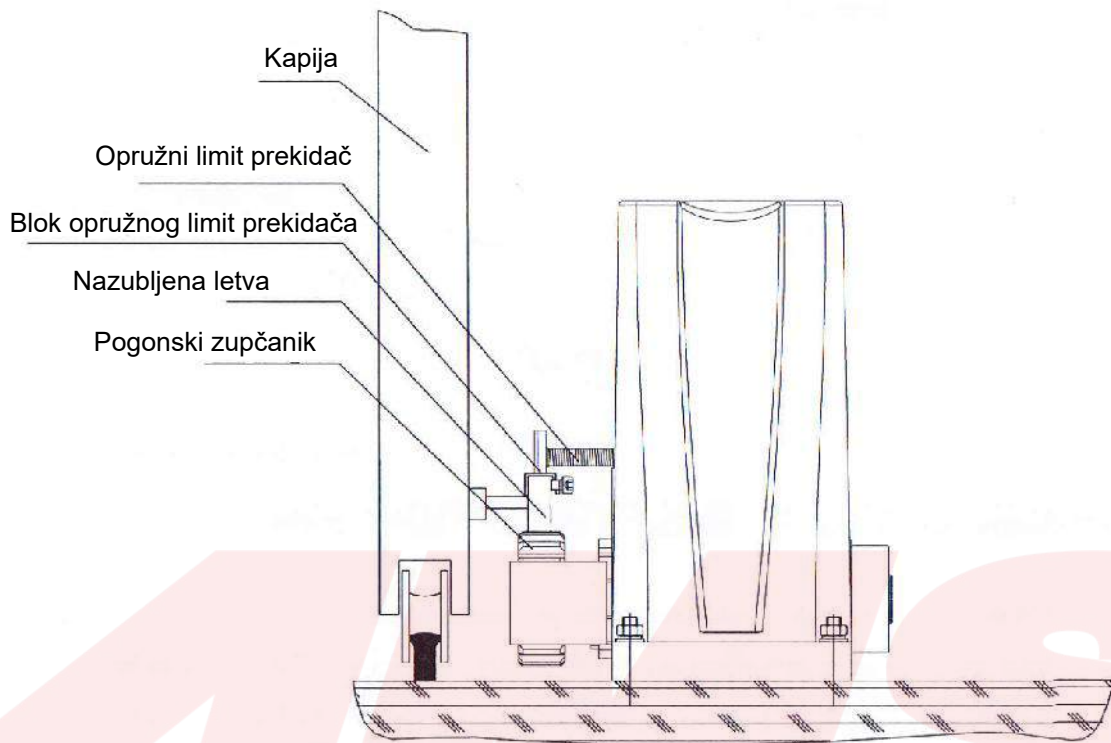 Kapija
Opružni limit prekidač
Blok opružnog limit prekidača
Nazubljena letva
Pogonski zupčanik